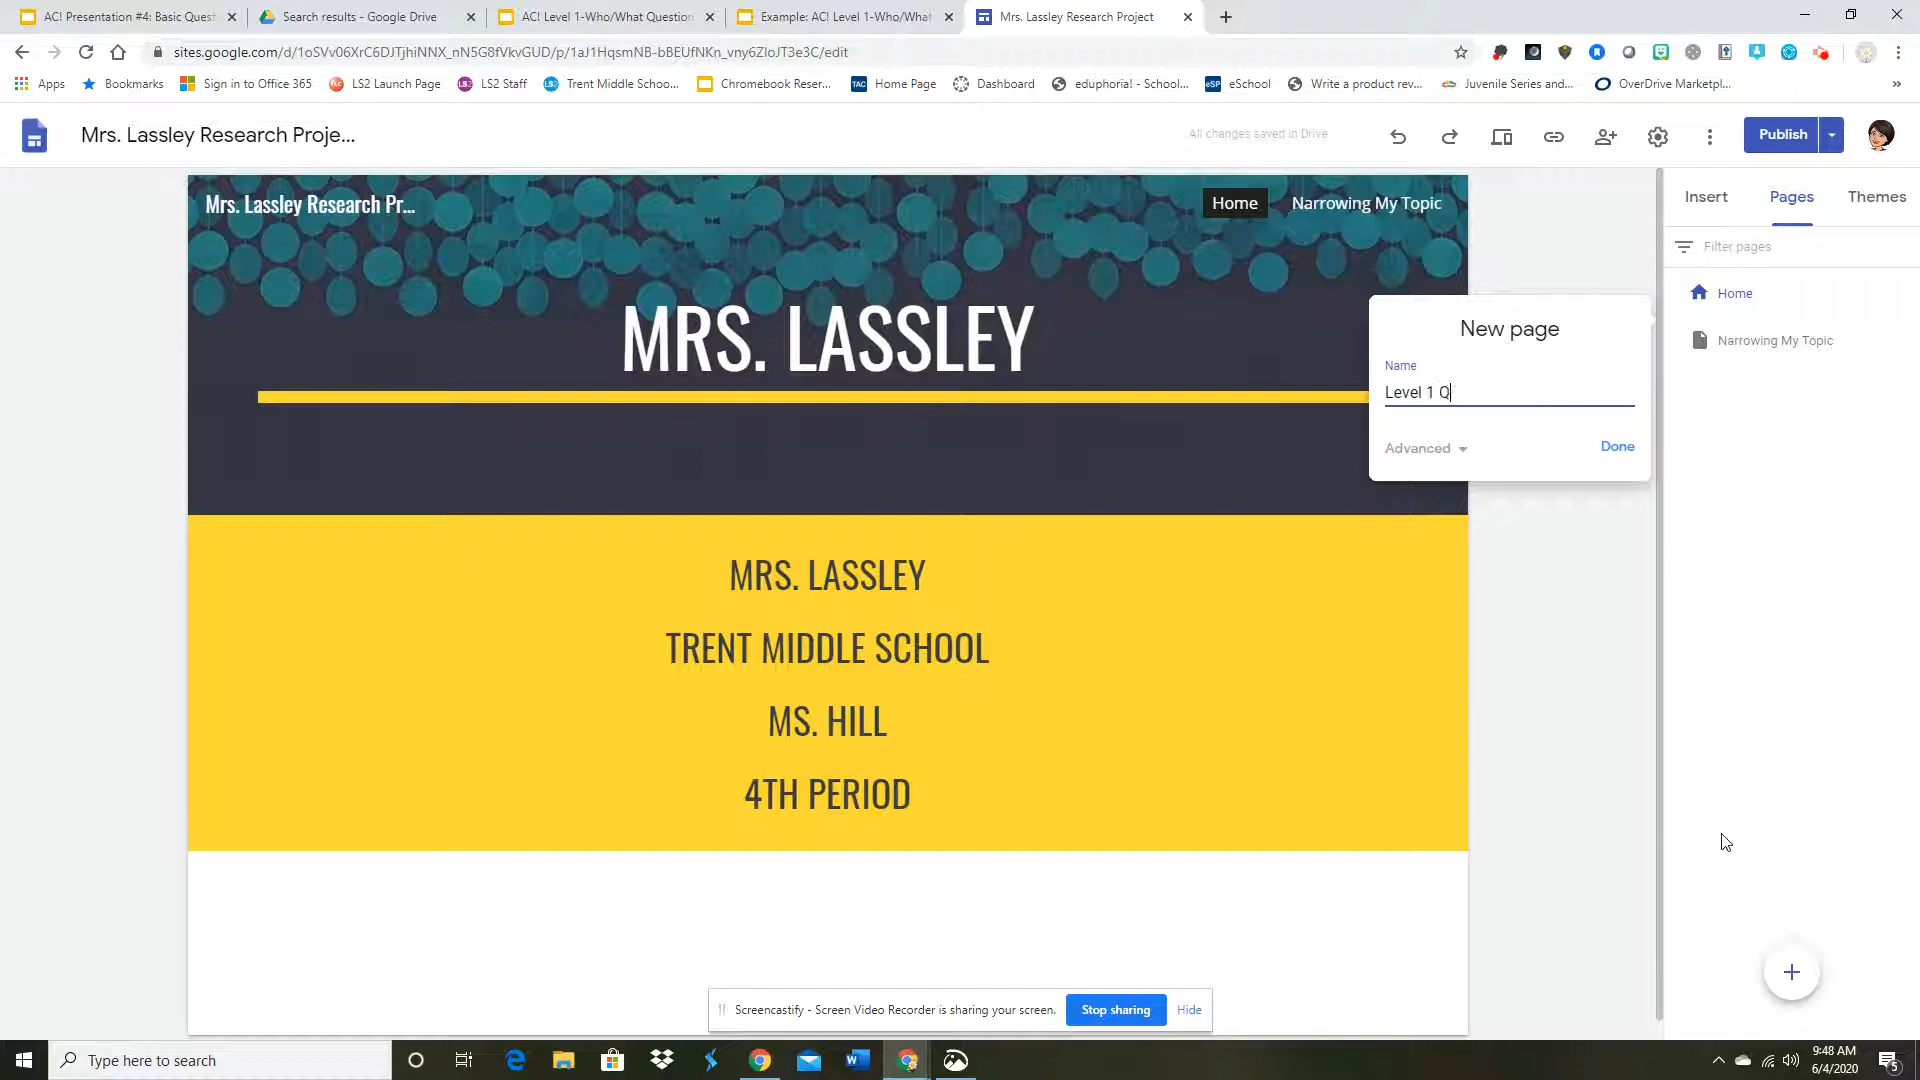 AC! Presentation #4: Basic Quest
Search results - Google Drive
AC! Level 1-Who/What Question
Example: AC! Level 1-Who/What
Mrs. Lassley Research Project
sites.google.com/d/1oSVv06XrC6DJTjhiNNX_nN5G8fVkvGUD/p/1aJ1HqsmNB-bBEUfNKn_vny6ZIoJT3e3C/edit
Apps
Bookmarks
Sign in to Office 365
LS2 Launch Page
LS2 Staff
Trent Middle Schoo...
Chromebook Reser...
TAC
Home Page
Dashboard
eduphoria! - School...
eSP
eSchool
Write a product rev...
Juvenile Series and...
OverDrive Marketpl...
Mrs. Lassley Research Proje...
All changes saved in Drive
Publish
Mrs. Lassley Research Pr...
Home
Narrowing My Topic
MRS. LASSLEY
MRS. LASSLEY
TRENT MIDDLE SCHOOL
MS. HILL
4TH PERIOD
New page
Name
Level 1 Q
Advanced
Done
Insert
Pages
Themes
Filter pages
Home
Narrowing My Topic
Screencastify - Screen Video Recorder is sharing your screen.
Stop sharing
Hide
Type here to search
9:48 AM
6/4/2020
5